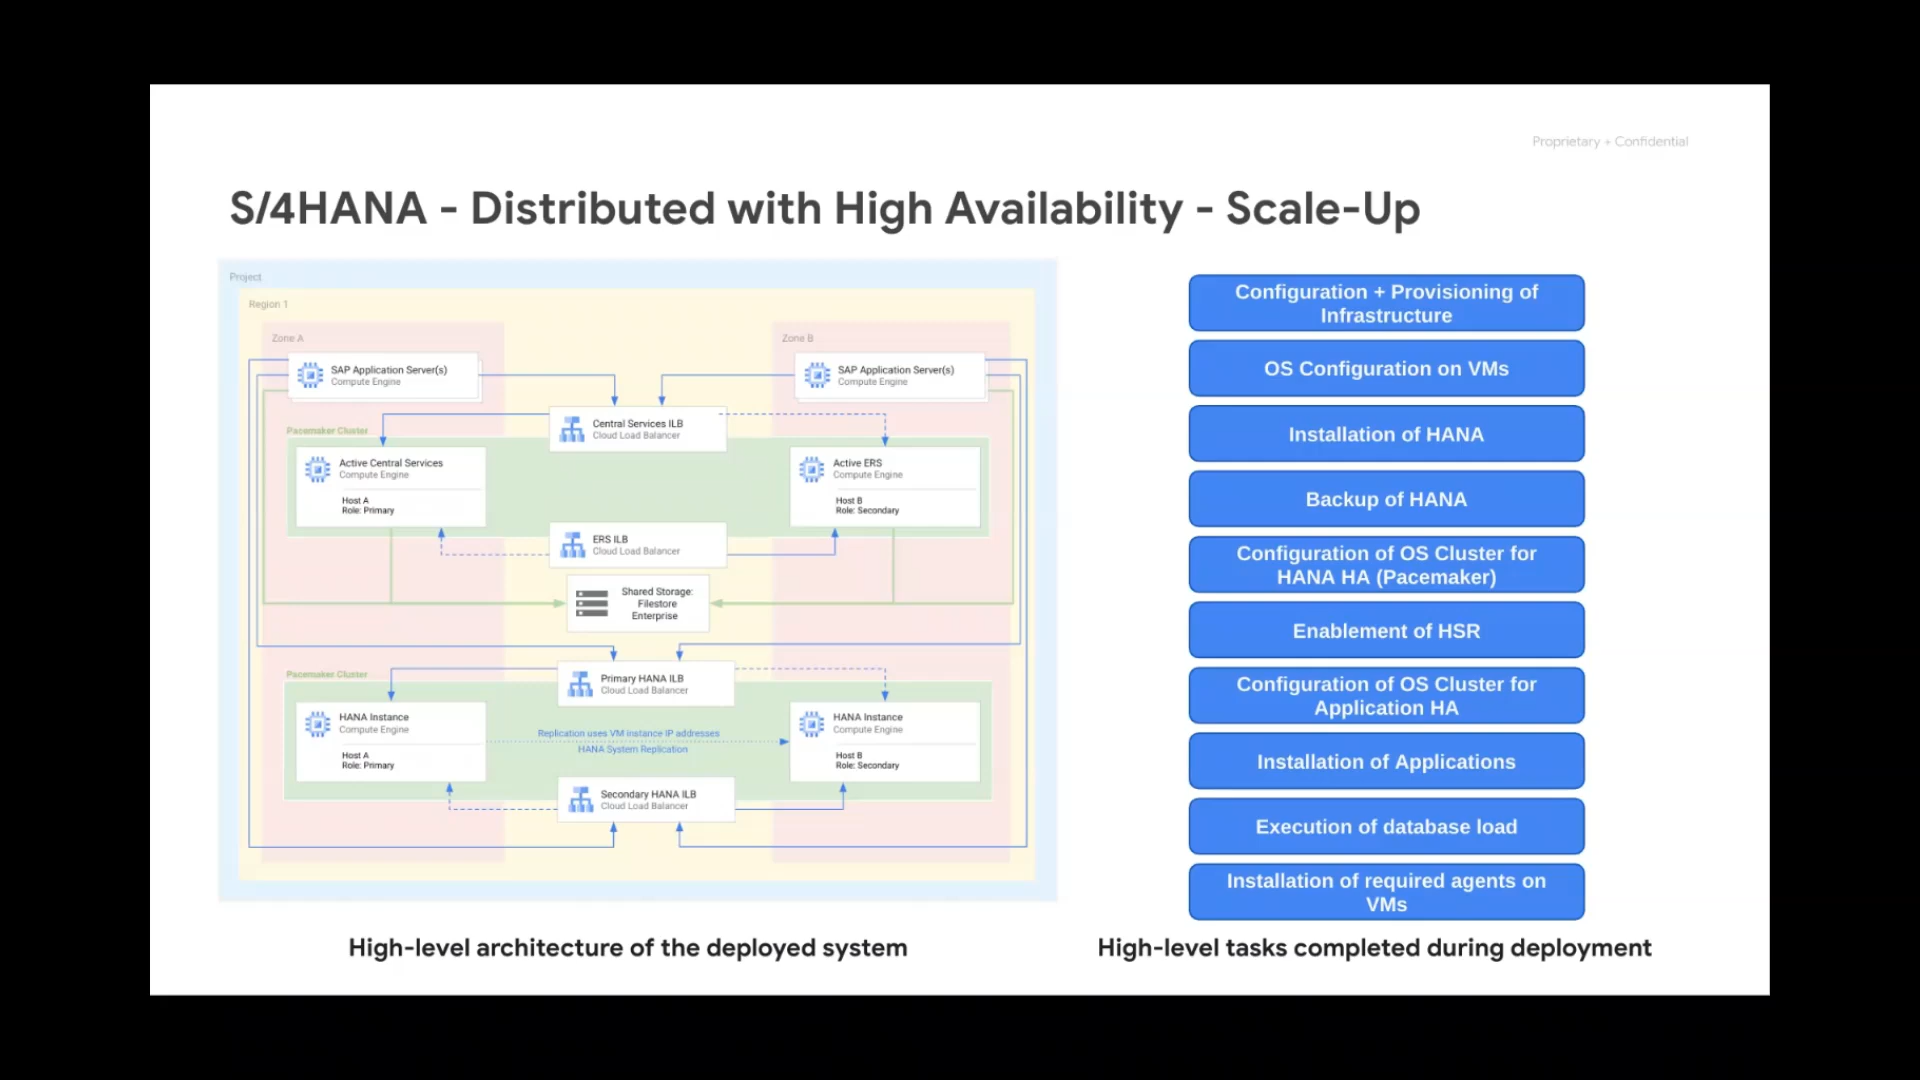 Proprietary + Confidential
S/4HANA - Distributed with High Availability - Scale-Up
Project
Region 1
Zone A
Zone B
SAP Application Server(s)
Compute Engine
SAP Application Server(s)
Compute Engine
Central Services ILB
Cloud Load Balancer
Pacemaker Cluster
Active Central Services
Compute Engine
Host A
Role: Primary
Active ERS
Compute Engine
Host B
Role: Secondary
ERS ILB
Cloud Load Balancer
Shared Storage:
Filestore
Enterprise
Primary HANA ILB
Cloud Load Balancer
Pacemaker Cluster
HANA Instance
Compute Engine
Host A
Role: Primary
Replication uses VM instance IP addresses
HANA System Replication
HANA Instance
Compute Engine
Host B
Role: Secondary
Secondary HANA ILB
Cloud Load Balancer
High-level architecture of the deployed system
Configuration + Provisioning of
Infrastructure
OS Configuration on VMs
Installation of HANA
Backup of HANA
Configuration of OS Cluster for
HANA HA (Pacemaker)
Enablement of HSR
Configuration of OS Cluster for
Application HA
Installation of Applications
Execution of database load
Installation of required agents on
VMs
High-level tasks completed during deployment